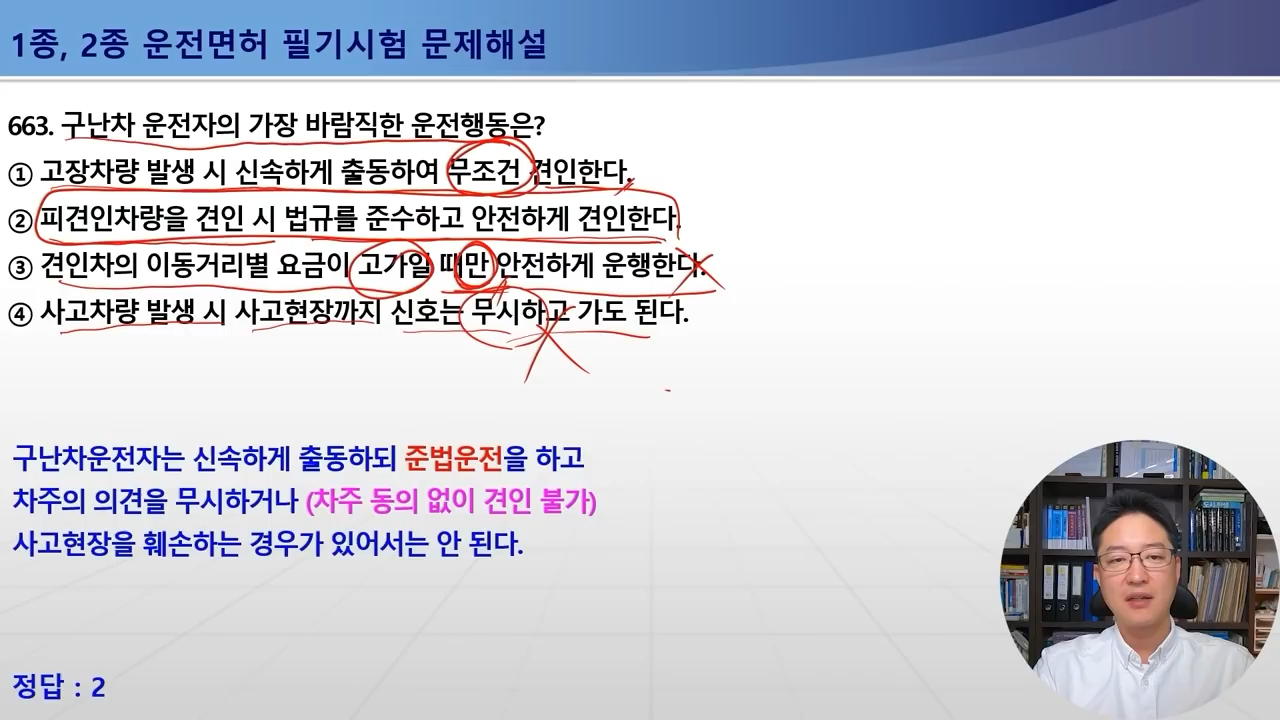 1종, 2종 운전면허 필기시험 문제해설
663. 구난차 운전자의 가장 바람직한 운전행동은?
① 고장차량 발생 시 신속하게 출동하여 무조건 견인한다.
② 피견인차량을 견인 시 법규를 준수하고 안전하게 견인한다.
③ 견인차의 이동거리별 요금이 고가일 때만 안전하게 운행한다.
④ 사고차량 발생 시 사고현장까지 신호는 무시하고 가도 된다.
구난차운전자는 신속하게 출동하되 준법운전을 하고
차주의 의견을 무시하거나 (차주 동의 없이 견인 불가)
사고현장을 훼손하는 경우가 있어서는 안 된다.
정답 : 2